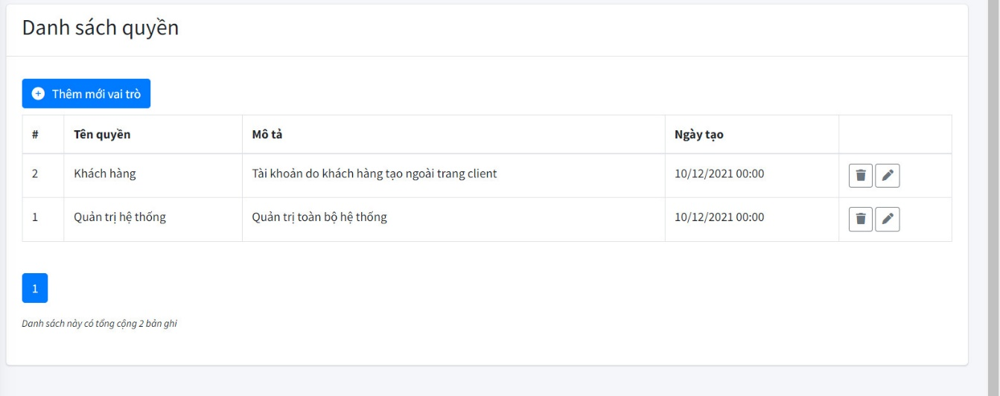 Danh sách quyền
Thêm mới vai trò
# Tên quyền Mô tả Ngày tạo
2 Khách hàng Tài khoản do khách hàng tạo ngoài trang client 10/12/2021 00:00
1 Quản trị hệ thống Quản trị toàn bộ hệ thống 10/12/2021 00:00
1
Danh sách này có tổng cộng 2 bản ghi